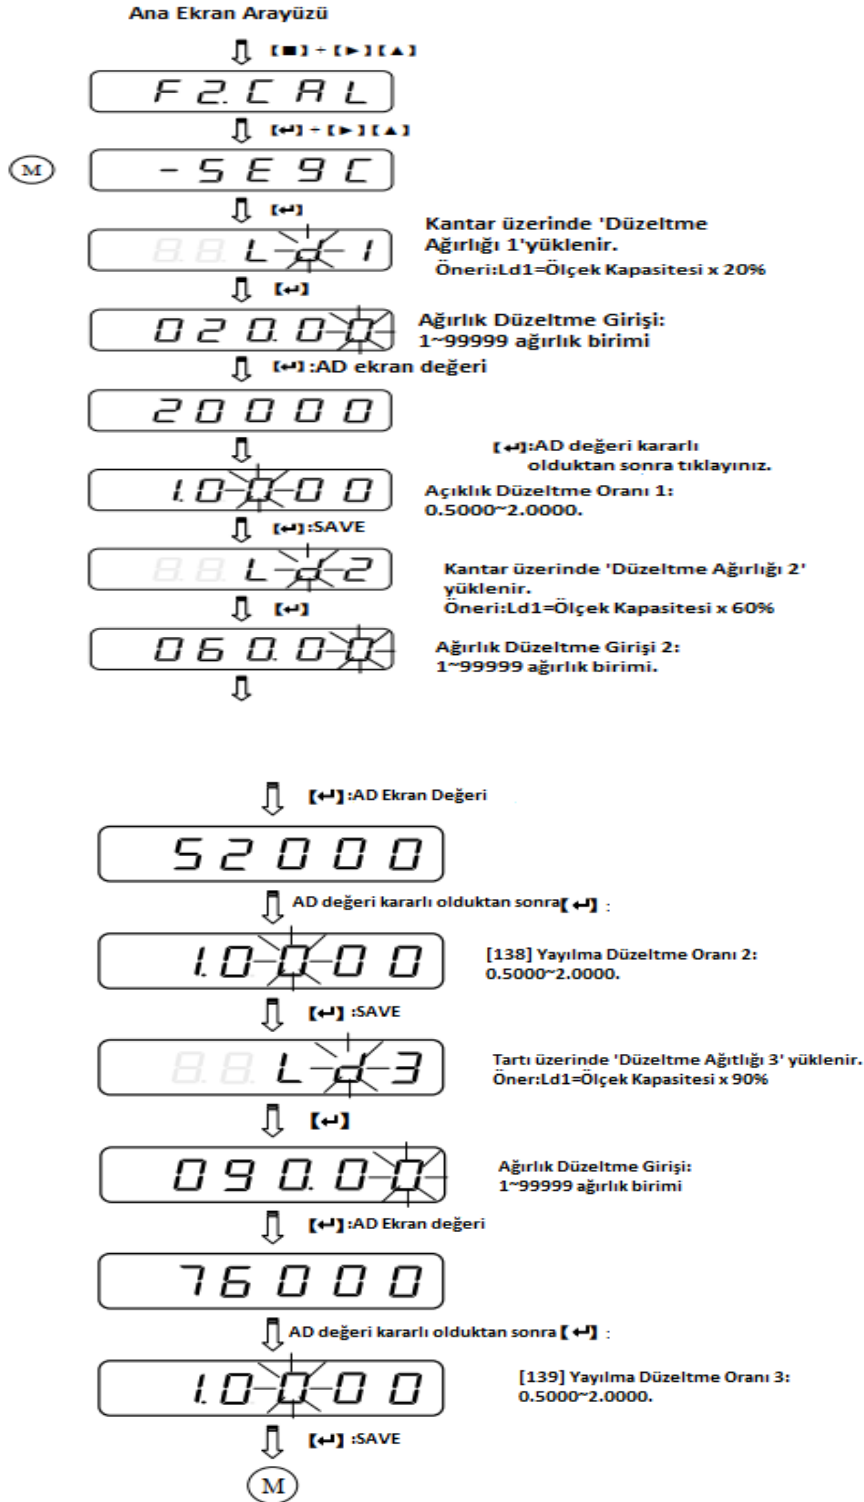 Ana Ekran Arayüzü
【■】+【►】【▲】
F2.CAL
【↵】+【►】【▲】
M
-SEGC
【↵】
8.8.Ld1
Kantar üzerinde 'Düzeltme
Ağırlığı 1'yüklenir.
Öneri:Ld1=Ölçek Kapasitesi x 20%
【↵】
020.00
Ağırlık Düzeltme Girişi:
1~99999 ağırlık birimi
【↵】:AD ekran değeri
20000
【↵】:AD değeri kararlı
olduktan sonra tıklayınız.
1.0000
Açıklık Düzeltme Oranı 1:
0.5000~2.0000.
【↵】:SAVE
8.8.Ld2
Kantar üzerinde 'Düzeltme Ağırlığı 2'
yüklenir.
Öneri:Ld1=Ölçek Kapasitesi x 60%
【↵】
060.00
Ağırlık Düzeltme Girişi 2:
1~99999 ağırlık birimi.
【↵】:AD Ekran Değeri
52000
AD değeri kararlı olduktan sonra【↵】 :
1.0000
[138] Yayılma Düzeltme Oranı 2:
0.5000~2.0000.
【↵】:SAVE
8.8.Ld3
Tartı üzerinde 'Düzeltme Ağıtlığı 3' yüklenir.
Öner:Ld1=Ölçek Kapasitesi x 90%
【↵】
090.00
Ağırlık Düzeltme Girişi:
1~99999 ağırlık birimi
【↵】:AD Ekran değeri
76000
AD değeri kararlı olduktan sonra【↵】 :
1.0000
[139] Yayılma Düzeltme Oranı 3:
0.5000~2.0000.
【↵】:SAVE
M